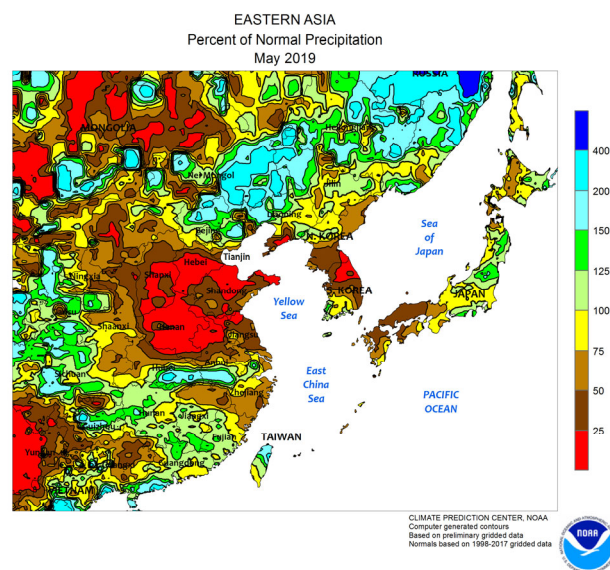 EASTERN ASIA
Percent of Normal Precipitation
May 2019
RUSSIA
MONGOLIA
Nei Mongol
Jilin
Liaoning
Beijing
N. KOREA
Sea
of
Japan
Tianjin
Hebei
Ningxia
Shanxi
Shandong
S. KOREA
JAPAN
Yellow
Sea
Shaanxi
Henan
Jiangsu
Sichuan
Hubei
Zhejiang
East
China
Sea
PACIFIC
OCEAN
Hunan
Jiangxi
Guizhou
Fujian
TAIWAN
Guangdong
400
200
150
125
100
75
50
25
CLIMATE PREDICTION CENTER, NOAA
Computer generated contours
Based on preliminary gridded data
Normals based on 1998-2017 gridded data
NOAA